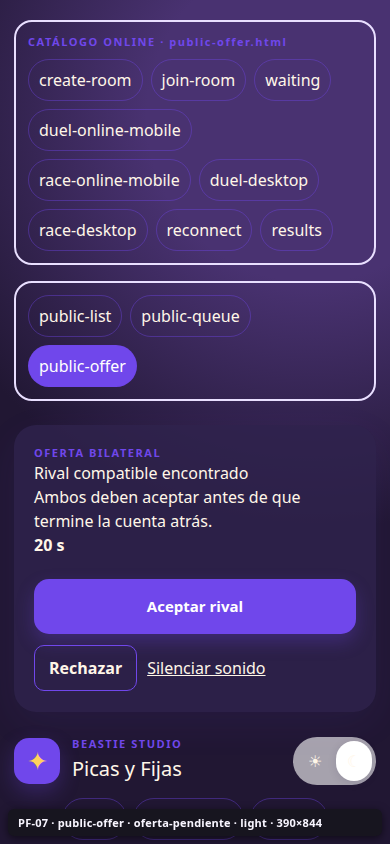 CATÁLOGO ONLINE · public-offer.html
create-room join-room waiting
duel-online-mobile
race-online-mobile duel-desktop
race-desktop reconnect results
public-list public-queue
public-offer
OFERTA BILATERAL
Rival compatible encontrado
Ambos deben aceptar antes de que
termine la cuenta atrás.
20 s
Aceptar rival
Rechazar Silenciar sonido
BEASTIE STUDIO
Picas y Fijas
PF-07 · public-offer · oferta-pendiente · light · 390×844